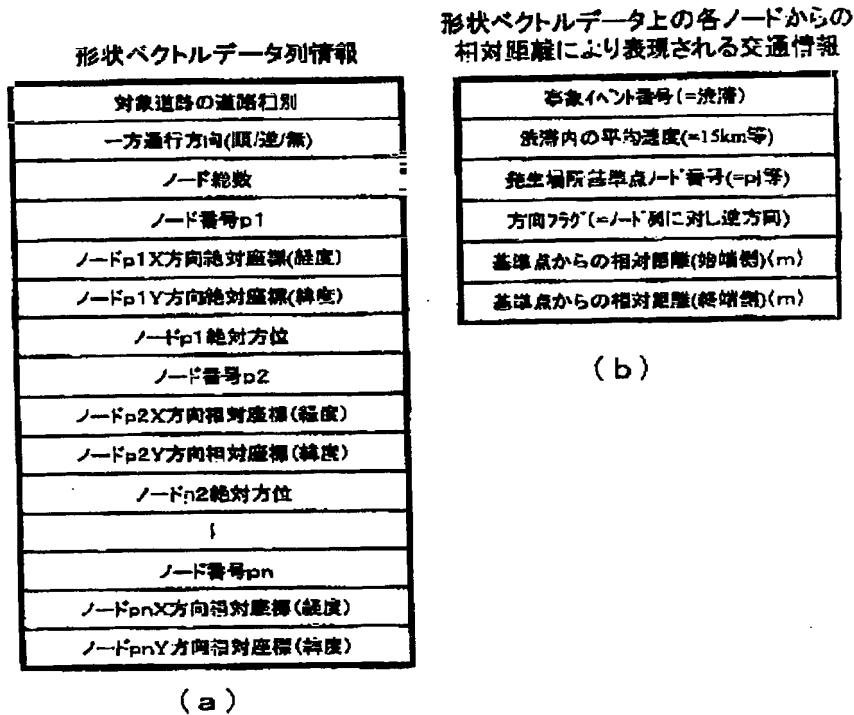 形状ベクトルデータ列情報
対象道路の道路種別
一方通行方向(順/逆/無)
ノード総数
ノード番号p1
ノードp1X方向絶対座標(経度)
ノードp1Y方向絶対座標(緯度)
ノードp1絶対方位
ノード番号p2
ノードp2X方向相対座標(経度)
ノードp2Y方向相対座標(緯度)
ノードp2絶対方位
≀
ノード番号pn
ノードpnX方向相対座標(経度)
ノードpnY方向相対座標(緯度)
(a)
形状ベクトルデータ上の各ノードからの
相対距離により表現される交通情報
事象イベント番号(=渋滞)
渋滞内の平均速度(=15km等)
発生場所基準点ノード番号(=pj等)
方向フラグ(=ノード列に対し逆方向)
基準点からの相対距離(始端側)(m)
基準点からの相対距離(終端側)(m)
(b)